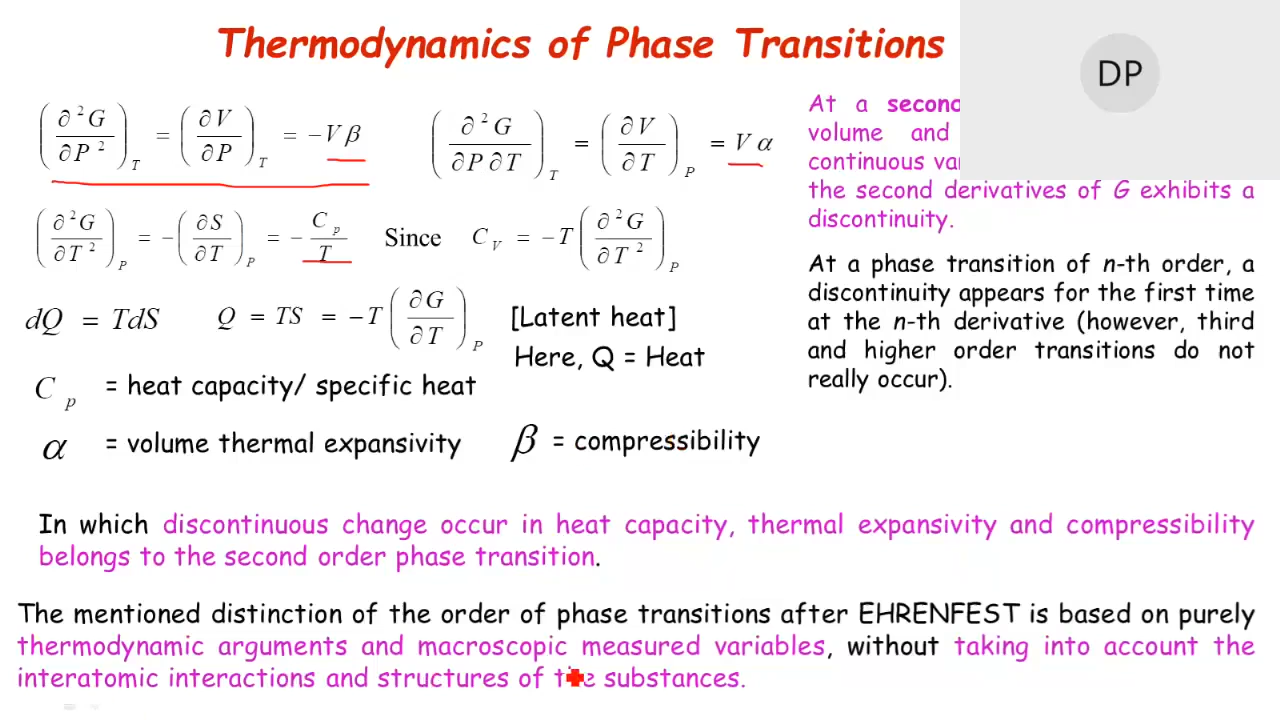 Thermodynamics of Phase Transitions
DP
(∂²G/∂P²)_T = (∂V/∂P)_T = −Vβ
(∂²G/∂P∂T)_T = (∂V/∂T)_P = Vα
(∂²G/∂T²)_P = −(∂S/∂T)_P = −C_p/T Since C_V = −T(∂²G/∂T²)_P
dQ = TdS Q = TS = −T(∂G/∂T)_P [Latent heat]
Here, Q = Heat
C_p = heat capacity/ specific heat
α = volume thermal expansivity β = compressibility
At a
volume and
continuous
the second derivatives of G exhibits a
discontinuity.
At a phase transition of n-th order, a
discontinuity appears for the first time
at the n-th derivative (however, third
and higher order transitions do not
really occur).
In which discontinuous change occur in heat capacity, thermal expansivity and compressibility
belongs to the second order phase transition.
The mentioned distinction of the order of phase transitions after EHRENFEST is based on purely
thermodynamic arguments and macroscopic measured variables, without taking into account the
interatomic interactions and structures of the substances.